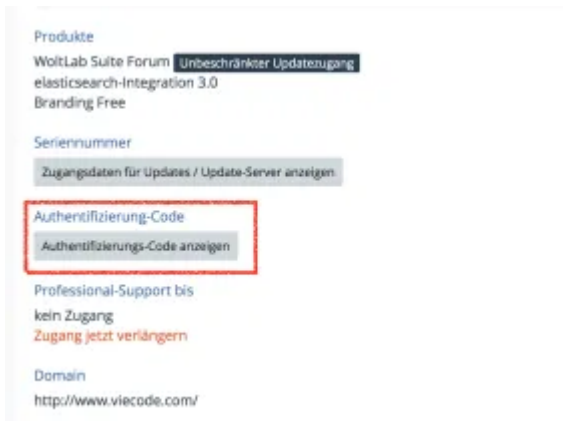 Produkte
WoltLab Suite Forum Unbeschränkter Updatezugang
elasticsearch-Integration 3.0
Branding Free
Seriennummer
Zugangsdaten für Updates / Update-Server anzeigen
Authentifizierung-Code
Authentifizierungs-Code anzeigen
Professional-Support bis
kein Zugang
Zugang jetzt verlängern
Domain
http://www.viecode.com/